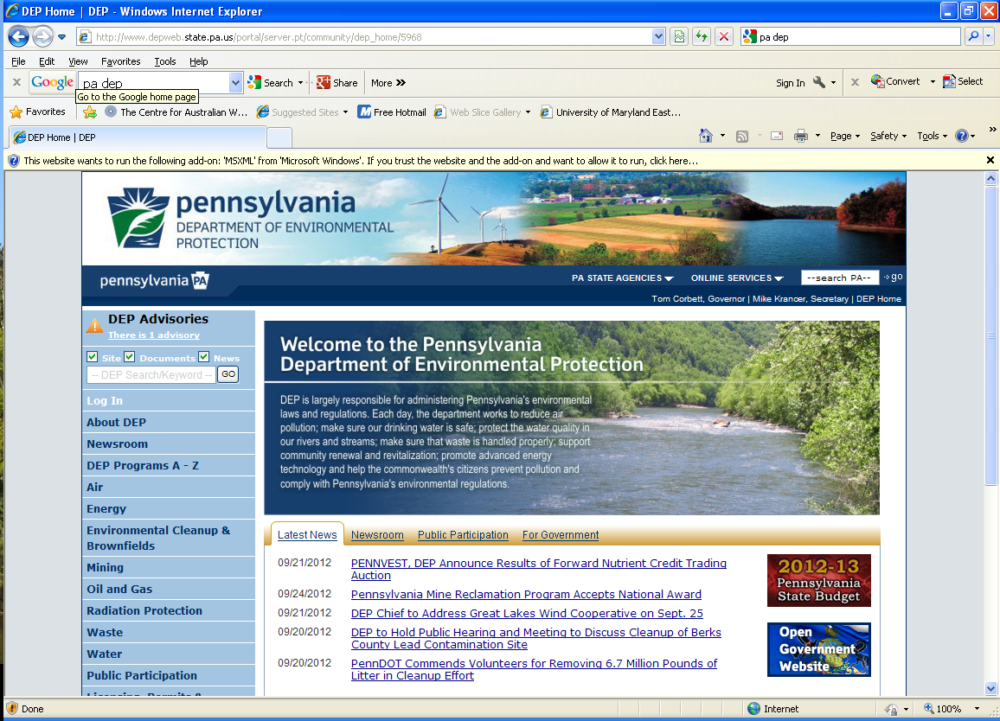 DEP Home | DEP - Windows Internet Explorer
http://www.depweb.state.pa.us/portal/server.pt/community/dep_home/5968
pa dep
File Edit View Favorites Tools Help
x Google pa dep Search Share More »
Sign In x Convert Select
Go to the Google home page
Favorites The Centre for Australian W... Suggested Sites Free Hotmail Web Slice Gallery University of Maryland East...
DEP Home | DEP
Page Safety Tools »
This website wants to run the following add-on: 'MSXML' from 'Microsoft Windows'. If you trust the website and the add-on and want to allow it to run, click here...
pennsylvania
DEPARTMENT OF ENVIRONMENTAL
PROTECTION
pennsylvania PA
PA STATE AGENCIES ONLINE SERVICES --search PA-- go
Tom Corbett, Governor | Mike Krancer, Secretary | DEP Home
DEP Advisories
There is 1 advisory
Site Documents News
-- DEP Search/Keyword -- GO
Log In
About DEP
Newsroom
DEP Programs A - Z
Air
Energy
Environmental Cleanup &
Brownfields
Mining
Oil and Gas
Radiation Protection
Waste
Water
Public Participation
Licensing, Permits &
Welcome to the Pennsylvania
Department of Environmental Protection
DEP is largely responsible for administering Pennsylvania's environmental
laws and regulations. Each day, the department works to reduce air
pollution; make sure our drinking water is safe; protect the water quality in
our rivers and streams; make sure that waste is handled properly; support
community renewal and revitalization; promote advanced energy
technology and help the commonwealth's citizens prevent pollution and
comply with Pennsylvania's environmental regulations.
Latest News Newsroom Public Participation For Government
09/21/2012 PENNVEST, DEP Announce Results of Forward Nutrient Credit Trading
Auction
09/24/2012 Pennsylvania Mine Reclamation Program Accepts National Award
09/21/2012 DEP Chief to Address Great Lakes Wind Cooperative on Sept. 25
09/20/2012 DEP to Hold Public Hearing and Meeting to Discuss Cleanup of Berks
County Lead Contamination Site
09/20/2012 PennDOT Commends Volunteers for Removing 6.7 Million Pounds of
Litter in Cleanup Effort
2012-13
Pennsylvania
State Budget
Open
Government
Website
Done Internet 100%